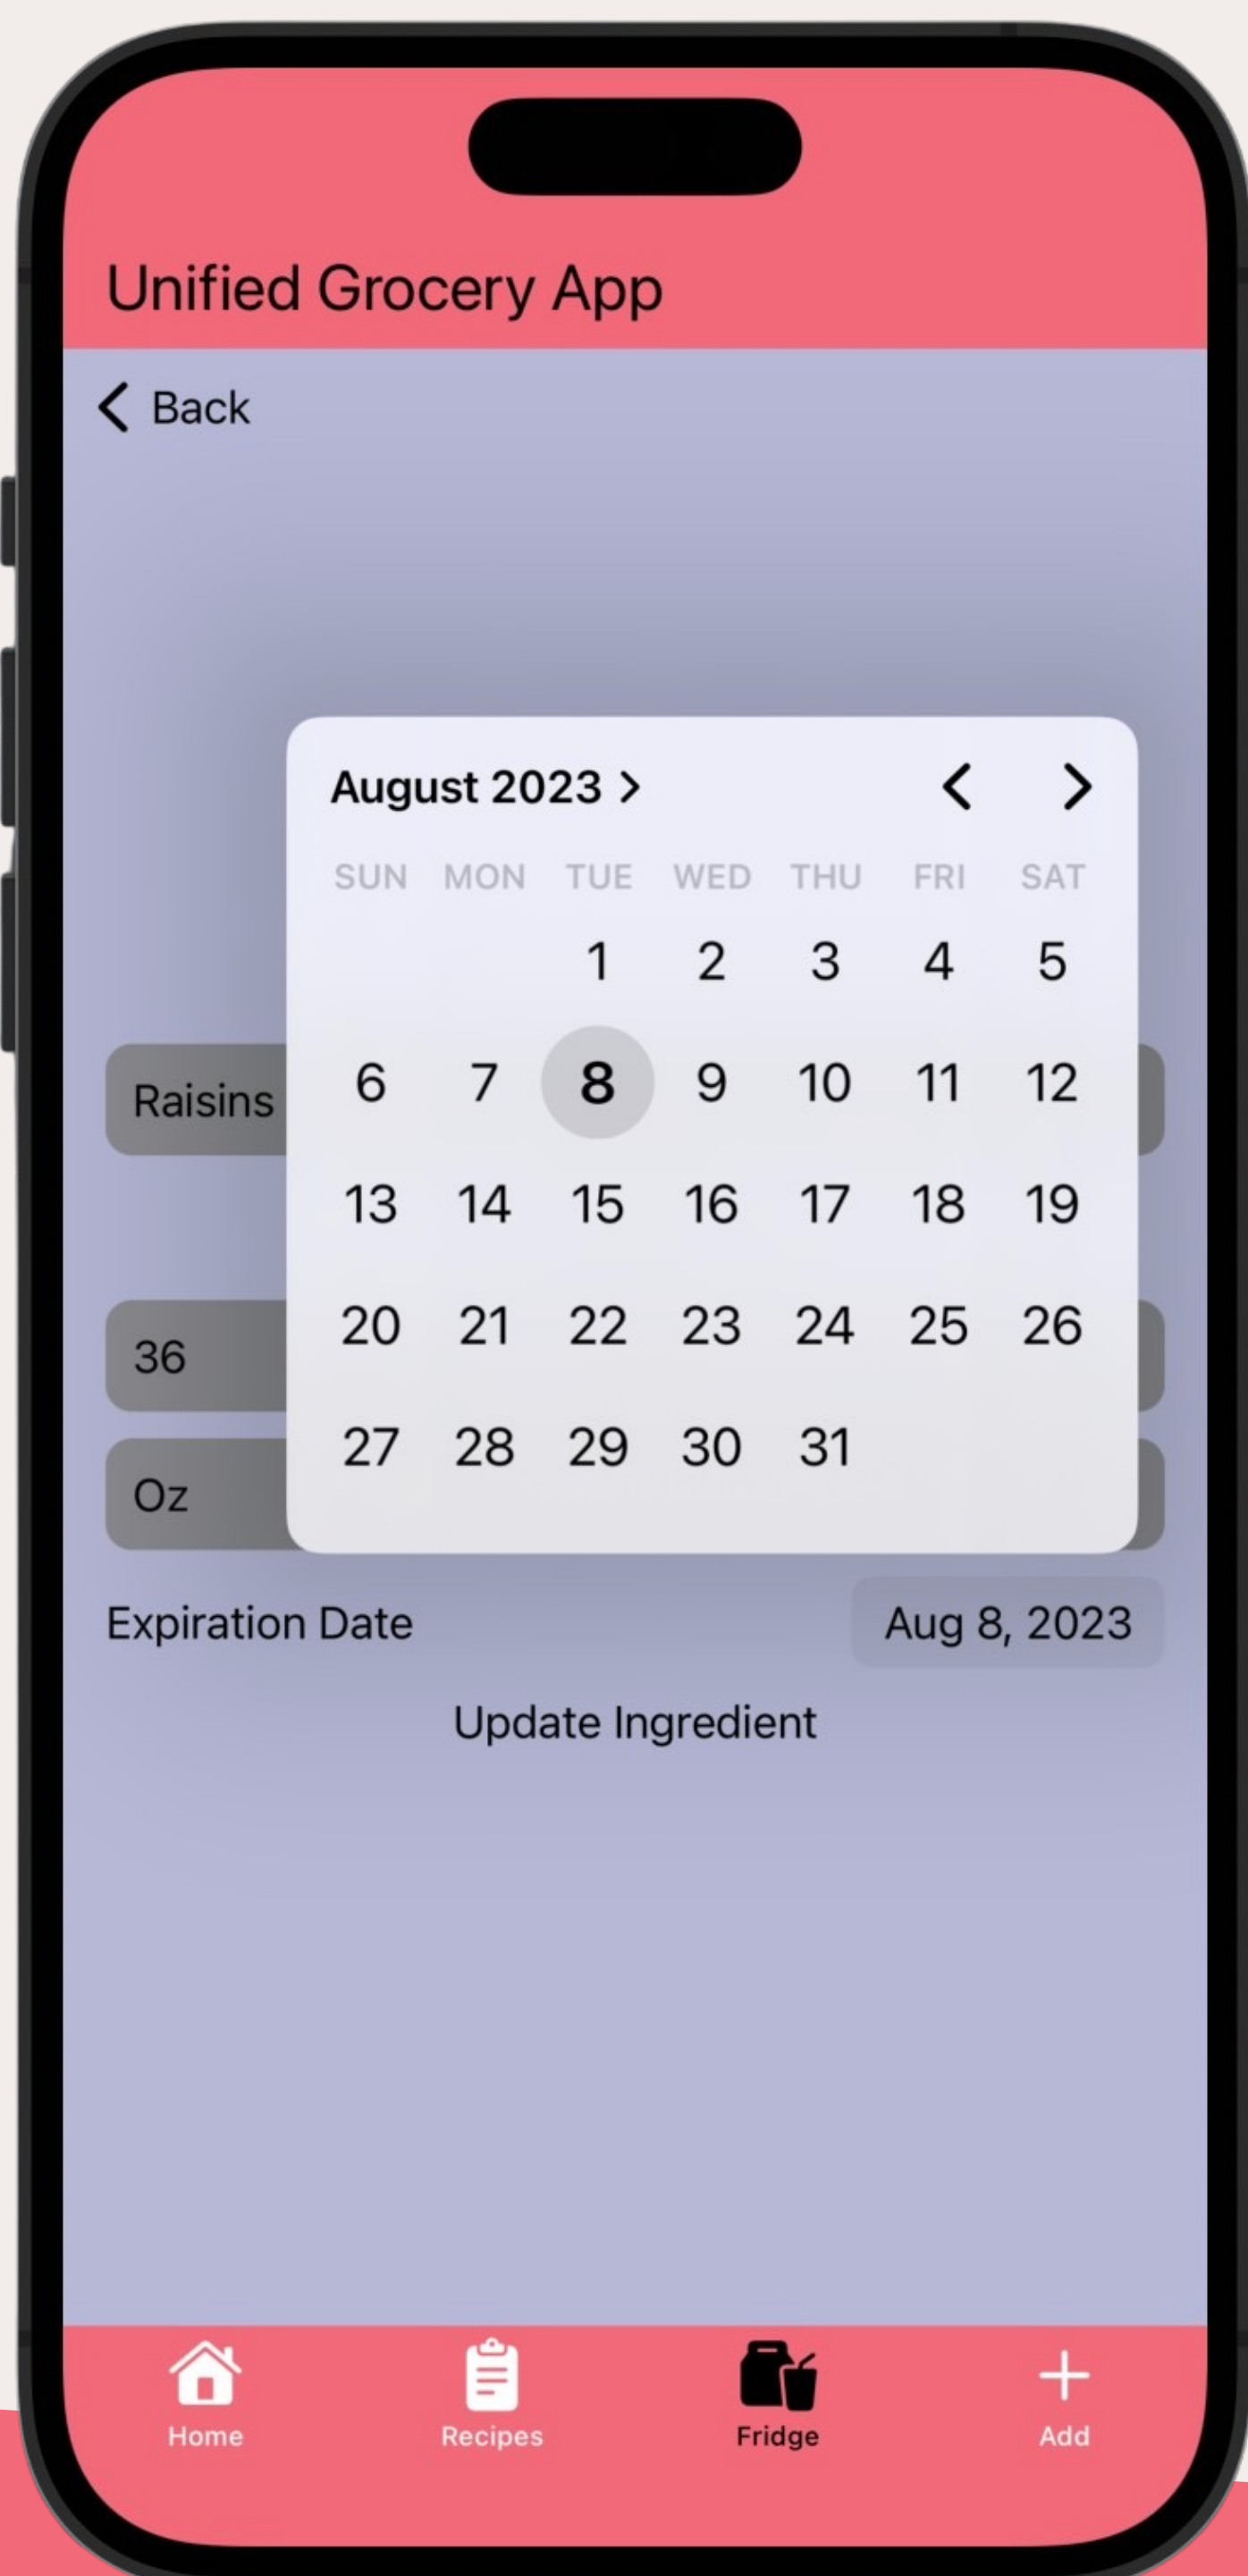 Unified Grocery App
Back
August 2023
SUN MON TUE WED THU FRI SAT
1 2 3 4 5
6 7 8 9 10 11 12
Raisins
13 14 15 16 17 18 19
20 21 22 23 24 25 26
36
27 28 29 30 31
Oz
Expiration Date Aug 8, 2023
Update Ingredient
Home Recipes Fridge Add